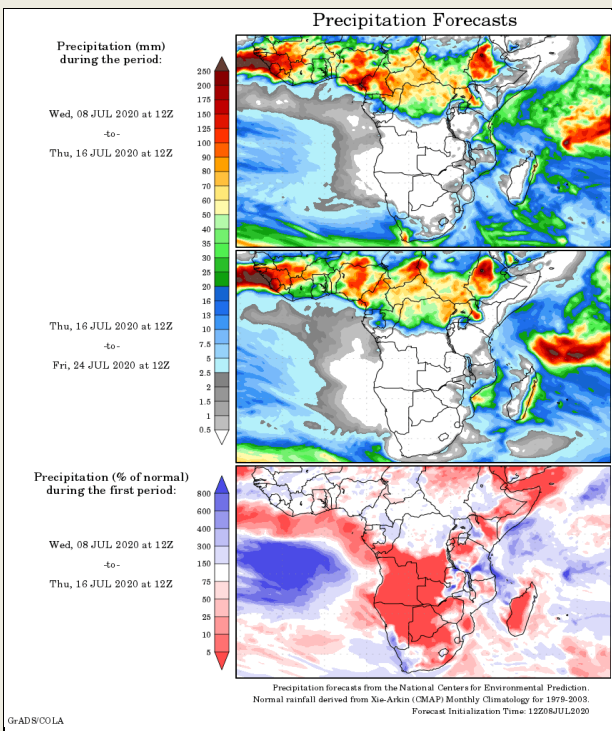 Precipitation Forecasts
Precipitation (mm)
during the period:
Wed, 08 JUL 2020 at 12Z
-to-
Thu, 16 JUL 2020 at 12Z
250
200
175
150
125
100
90
80
70
60
50
40
35
30
25
20
16
13
10
7.5
5
2.5
2
1.5
1
0.5
Thu, 16 JUL 2020 at 12Z
-to-
Fri, 24 JUL 2020 at 12Z
Precipitation (% of normal)
during the first period:
Wed, 08 JUL 2020 at 12Z
-to-
Thu, 16 JUL 2020 at 12Z
800
600
400
300
150
75
50
25
10
5
Precipitation forecasts from the National Centers for Environmental Prediction.
Normal rainfall derived from Xie-Arkin (CMAP) Monthly Climatology for 1979-2003.
Forecast Initialization Time: 12Z08JUL2020
GrADS/COLA